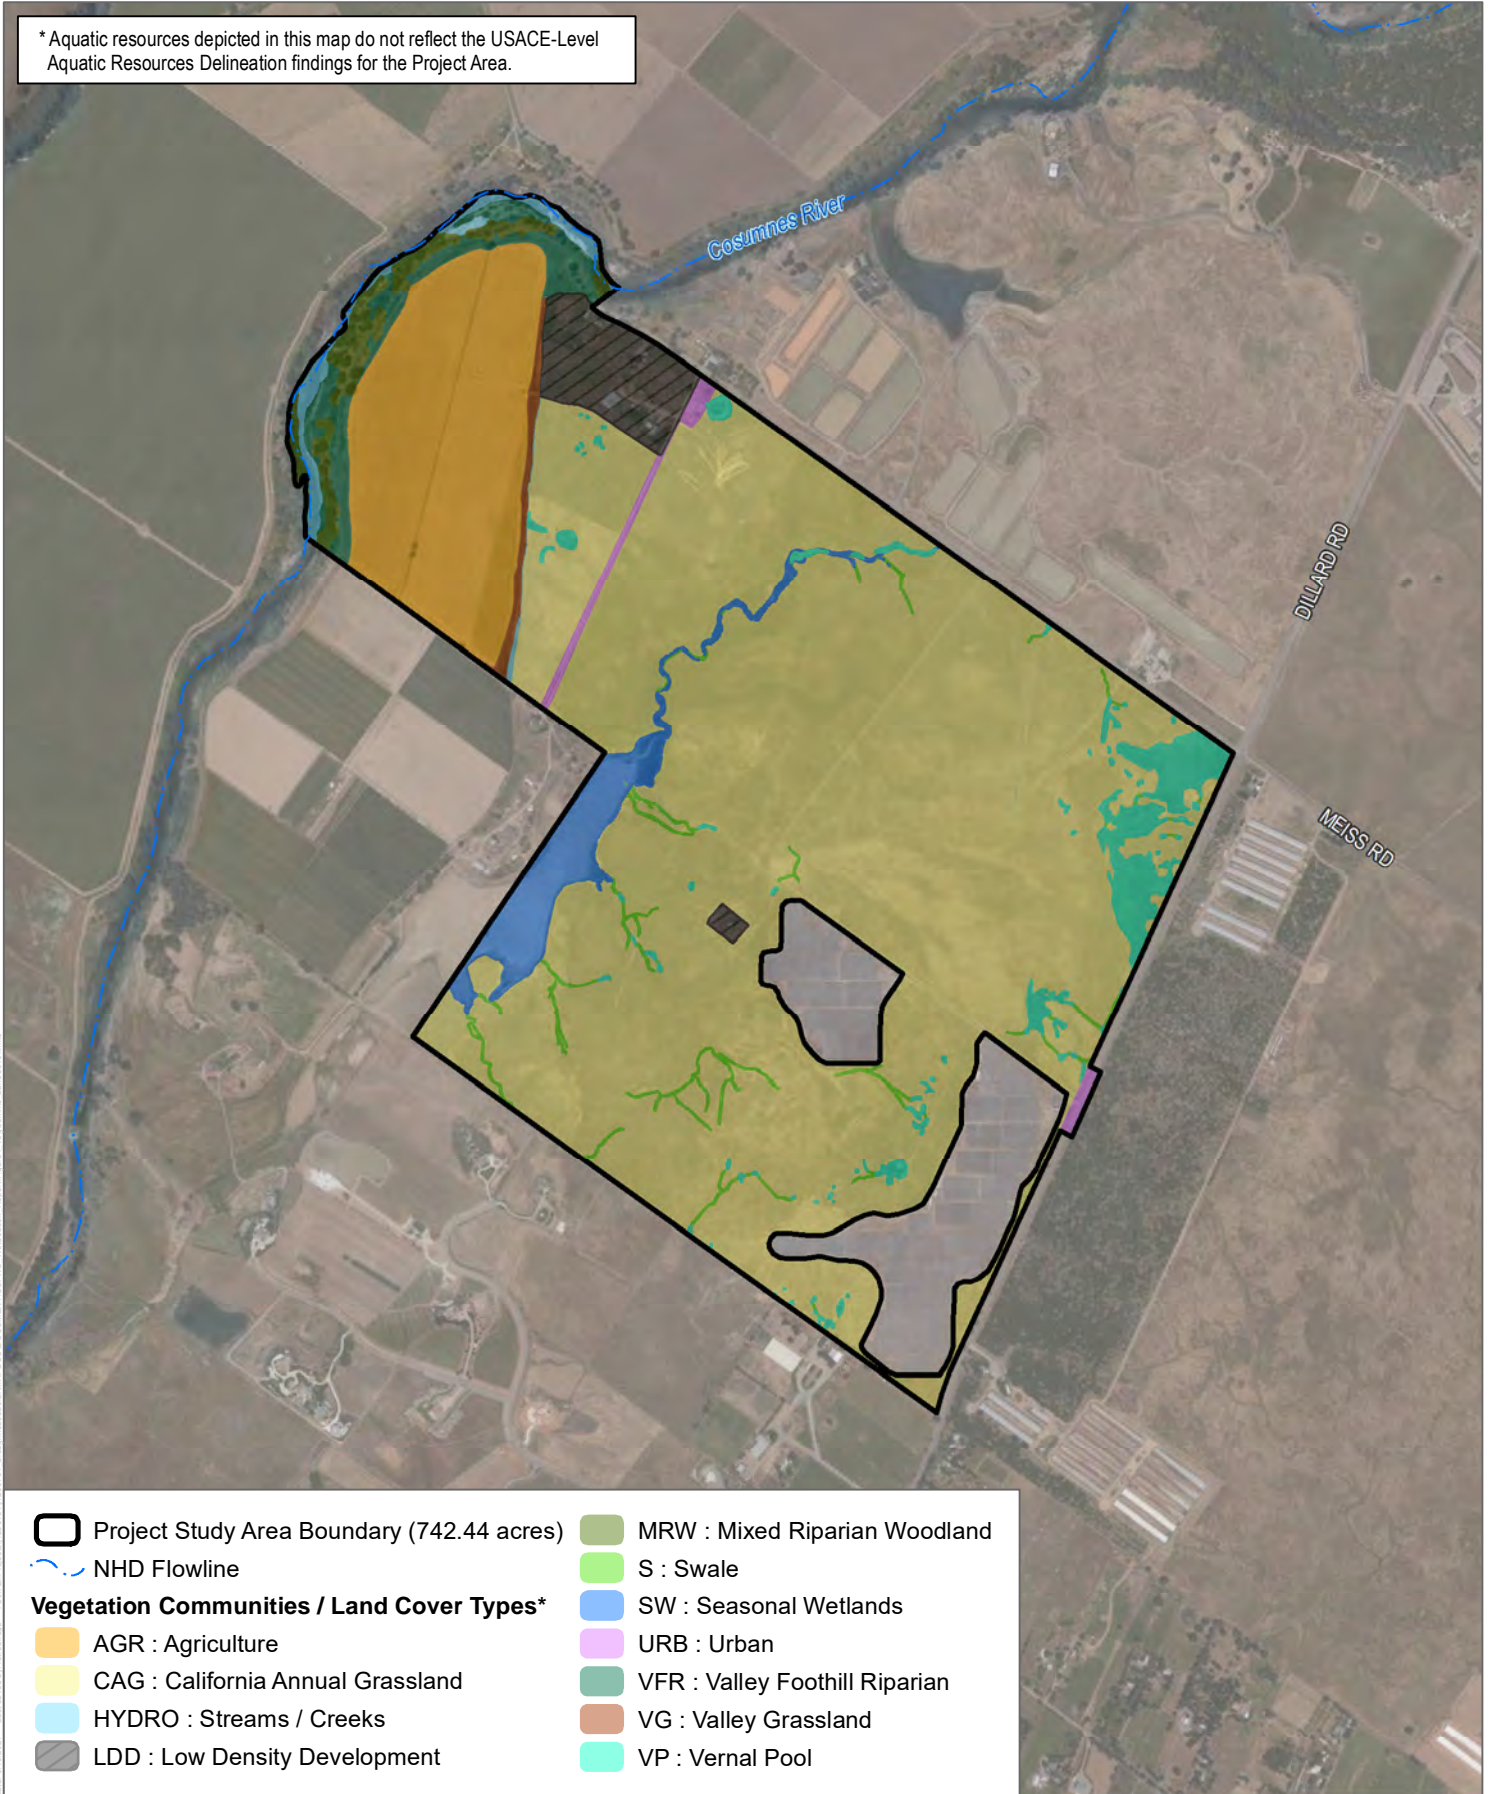 * Aquatic resources depicted in this map do not reflect the USACE-Level
Aquatic Resources Delineation findings for the Project Area.
Cosumnes River
DILLARD RD
MEISS RD
Project Study Area Boundary (742.44 acres)
NHD Flowline
Vegetation Communities / Land Cover Types*
AGR : Agriculture
CAG : California Annual Grassland
HYDRO : Streams / Creeks
LDD : Low Density Development
MRW : Mixed Riparian Woodland
S : Swale
SW : Seasonal Wetlands
URB : Urban
VFR : Valley Foothill Riparian
VG : Valley Grassland
VP : Vernal Pool